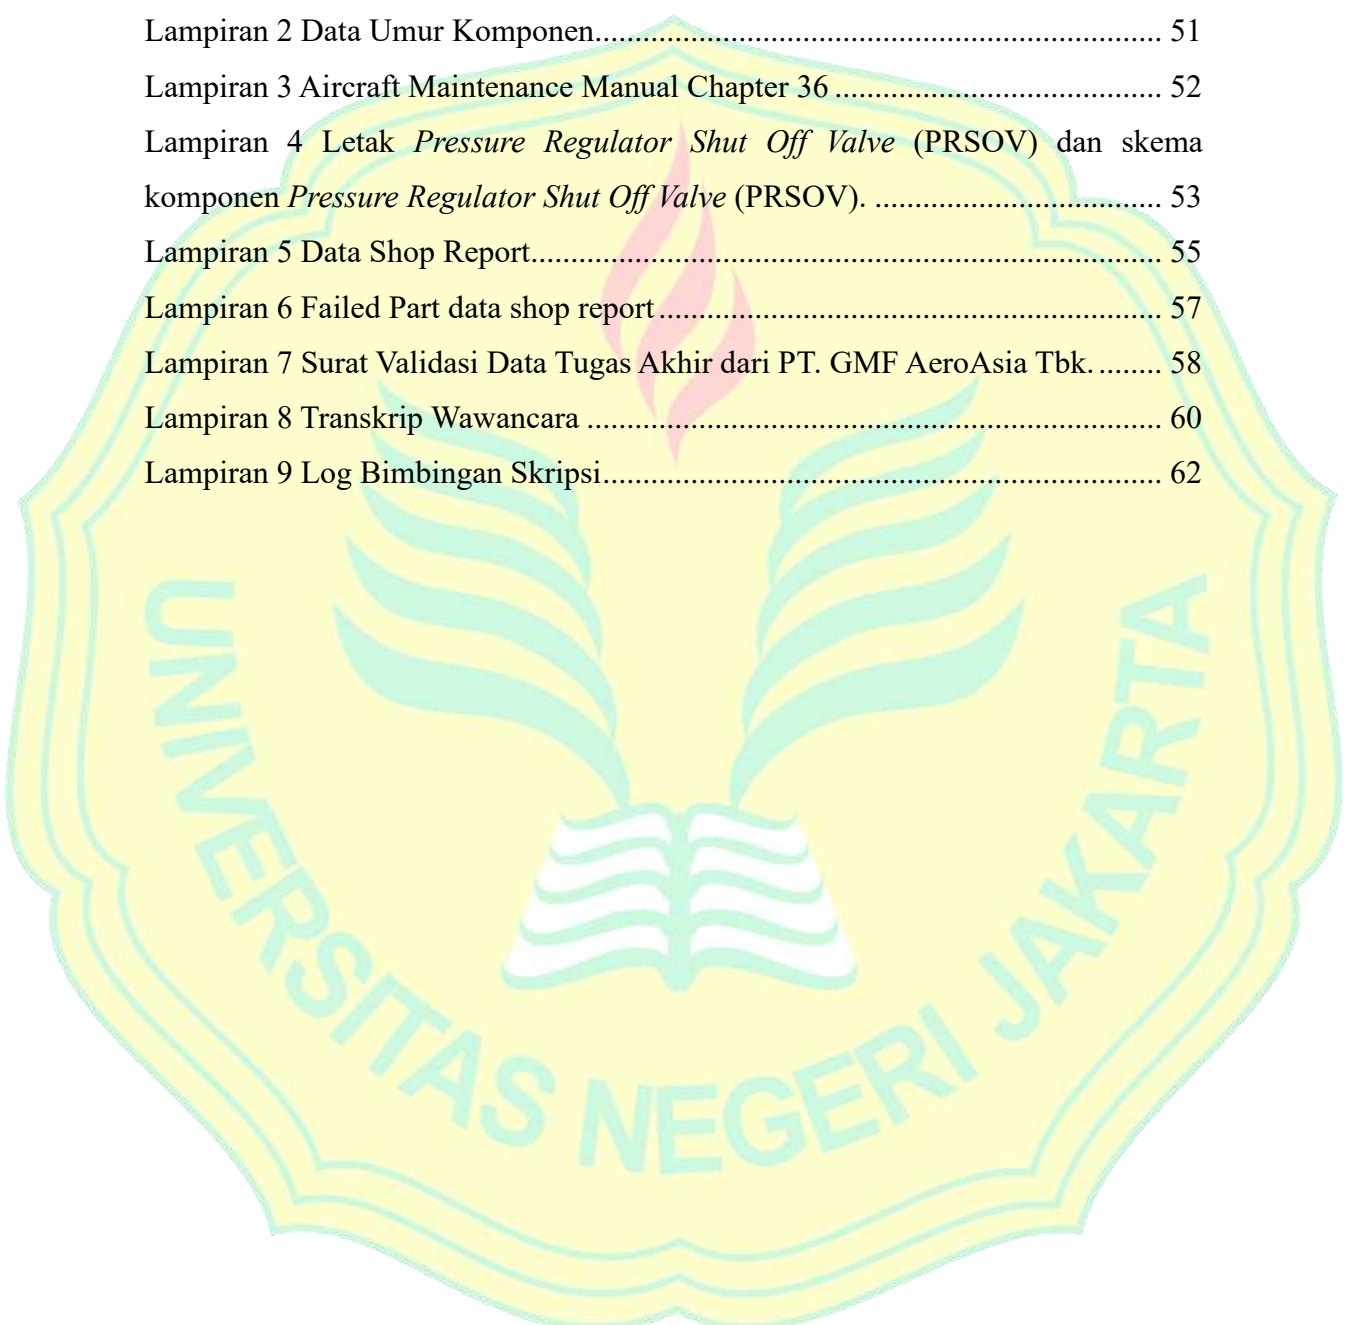 Lampiran 2 Data Umur Komponen...................................................................... 51
Lampiran 3 Aircraft Maintenance Manual Chapter 36 ........................................ 52
Lampiran 4 Letak Pressure Regulator Shut Off Valve (PRSOV) dan skema
komponen Pressure Regulator Shut Off Valve (PRSOV). ................................... 53
Lampiran 5 Data Shop Report.............................................................................. 55
Lampiran 6 Failed Part data shop report .............................................................. 57
Lampiran 7 Surat Validasi Data Tugas Akhir dari PT. GMF AeroAsia Tbk. ........ 58
Lampiran 8 Transkrip Wawancara ....................................................................... 60
Lampiran 9 Log Bimbingan Skripsi..................................................................... 62
UNIVERSITAS NEGERI JAKARTA